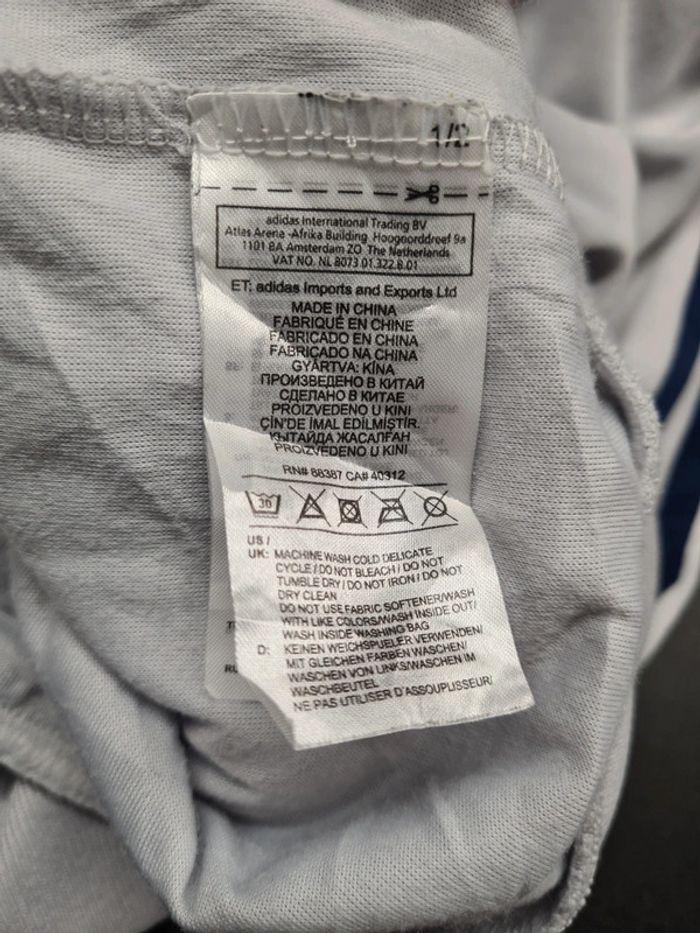 1/2
adidas International Trading BV
Atlas Arena -Afrika Building Hoogoorddreef 9a
1101 BA Amsterdam ZO The Netherlands
VAT NO. NL 8073.01.322.B.01
ET: adidas Imports and Exports Ltd
MADE IN CHINA
FABRIQUÉ EN CHINE
FABRICADO EN CHINA
FABRICADO NA CHINA
GYÁRTVA: KÍNA
ПРОИЗВЕДЕНО В КИТАЙ
СДЕЛАНО В КИТАЕ
PROIZVEDENO U KINI
ÇİN'DE İMAL EDİLMİŞTİR.
ҚЫТАЙДА ЖАСАЛҒАН
PROIZVEDENO U KINI
RN# 88387 CA# 40312
30
US /
UK: MACHINE WASH COLD DELICATE
CYCLE / DO NOT BLEACH / DO NOT
TUMBLE DRY / DO NOT IRON / DO NOT
DRY CLEAN
DO NOT USE FABRIC SOFTENER/WASH
WITH LIKE COLORS/WASH INSIDE OUT/
WASH INSIDE WASHING BAG
D: KEINEN WEICHSPUELER VERWENDEN/
MIT GLEICHEN FARBEN WASCHEN/
WASCHEN VON LINKS/WASCHEN IM
WASCHBEUTEL
NE PAS UTILISER D'ASSOUPLISSEUR/